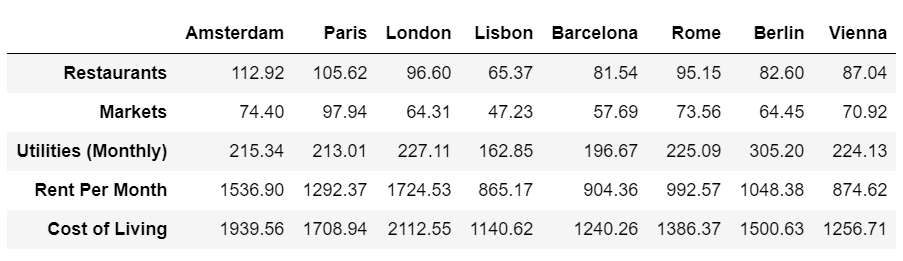 Amsterdam Paris London Lisbon Barcelona Rome Berlin Vienna
Restaurants 112.92 105.62 96.60 65.37 81.54 95.15 82.60 87.04
Markets 74.40 97.94 64.31 47.23 57.69 73.56 64.45 70.92
Utilities (Monthly) 215.34 213.01 227.11 162.85 196.67 225.09 305.20 224.13
Rent Per Month 1536.90 1292.37 1724.53 865.17 904.36 992.57 1048.38 874.62
Cost of Living 1939.56 1708.94 2112.55 1140.62 1240.26 1386.37 1500.63 1256.71